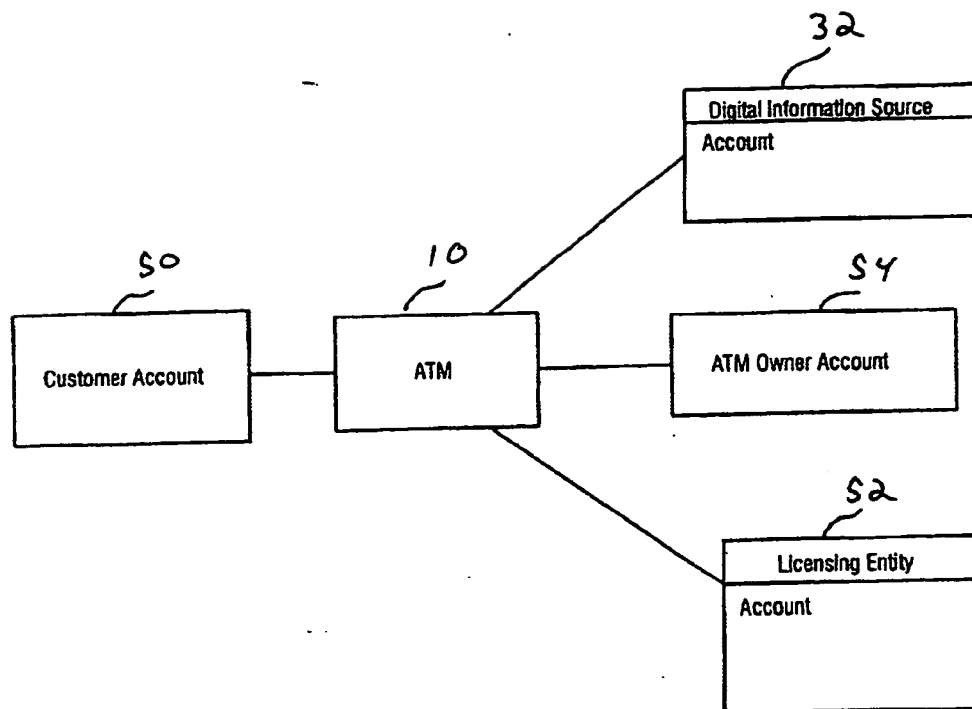 32
Digital Information Source
Account
50
10
54
Customer Account
ATM
ATM Owner Account
52
Licensing Entity
Account